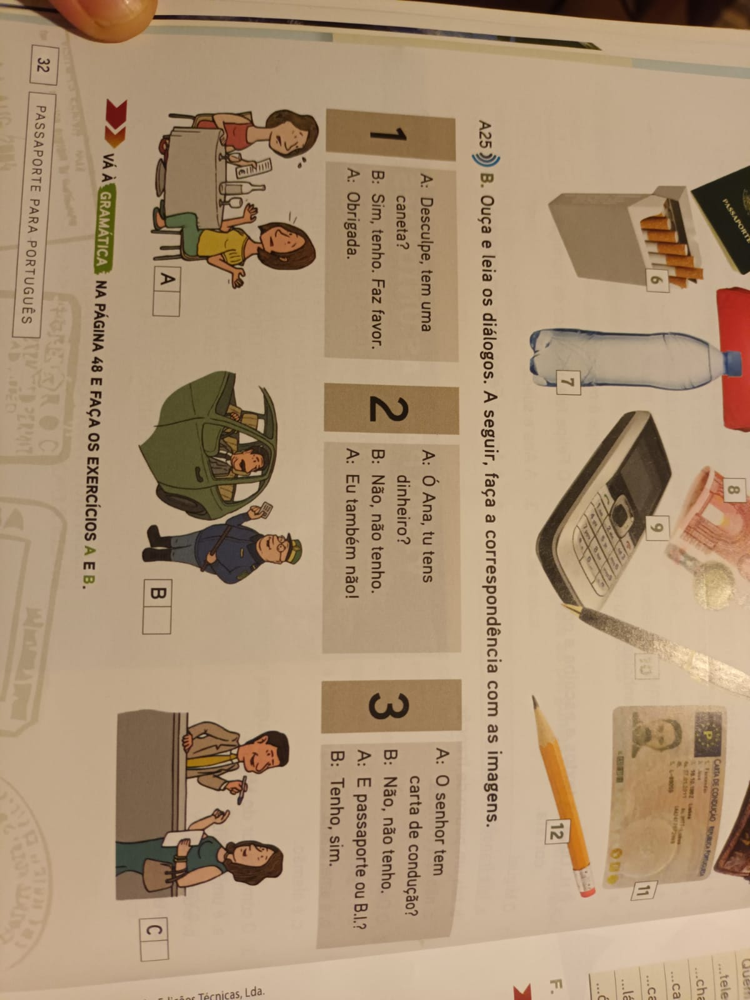 PASSAPORTE
6
7
8
9
10
11
12
CARTA DE CONDUÇÃO REPÚBLICA PORTUGUESA
P
A25 B. Ouça e leia os diálogos. A seguir, faça a correspondência com as imagens.
1
A: Desculpe, tem uma
caneta?
B: Sim, tenho. Faz favor.
A: Obrigada.
2
A: Ó Ana, tu tens
dinheiro?
B: Não, não tenho.
A: Eu também não!
3
A: O senhor tem
carta de condução?
B: Não, não tenho.
A: E passaporte ou B.I.?
B: Tenho, sim.
A
B
C
VÁ À GRAMÁTICA NA PÁGINA 48 E FAÇA OS EXERCÍCIOS A E B.
32 PASSAPORTE PARA PORTUGUÊS
...tele
...cha
...ca
...ca
...lá
F.
Técnicas, Lda.